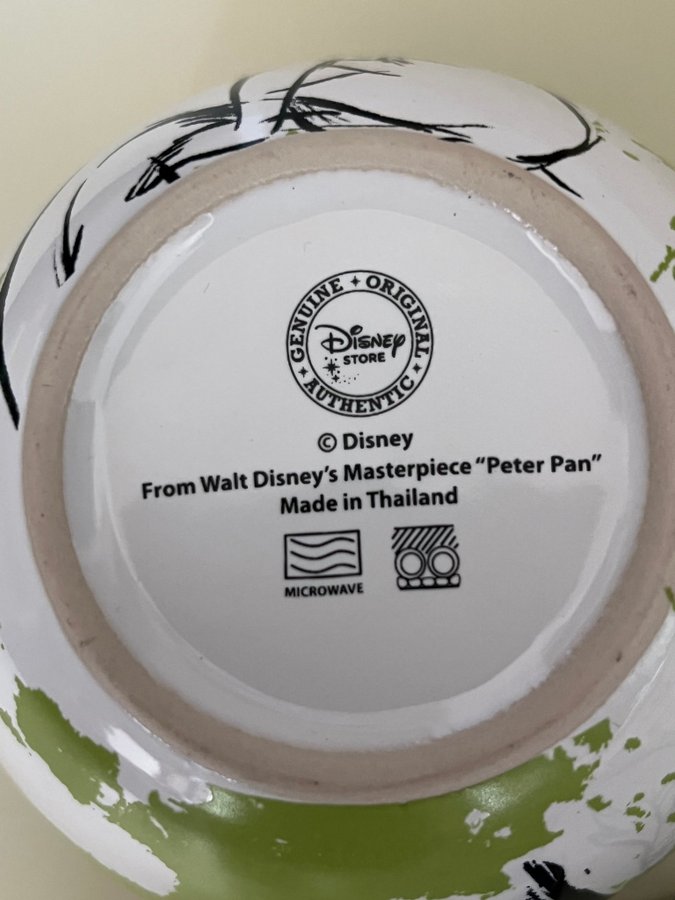 GENUINE ✦ ORIGINAL ✦ AUTHENTIC ✦
Disney
STORE
© Disney
From Walt Disney's Masterpiece “Peter Pan”
Made in Thailand
MICROWAVE